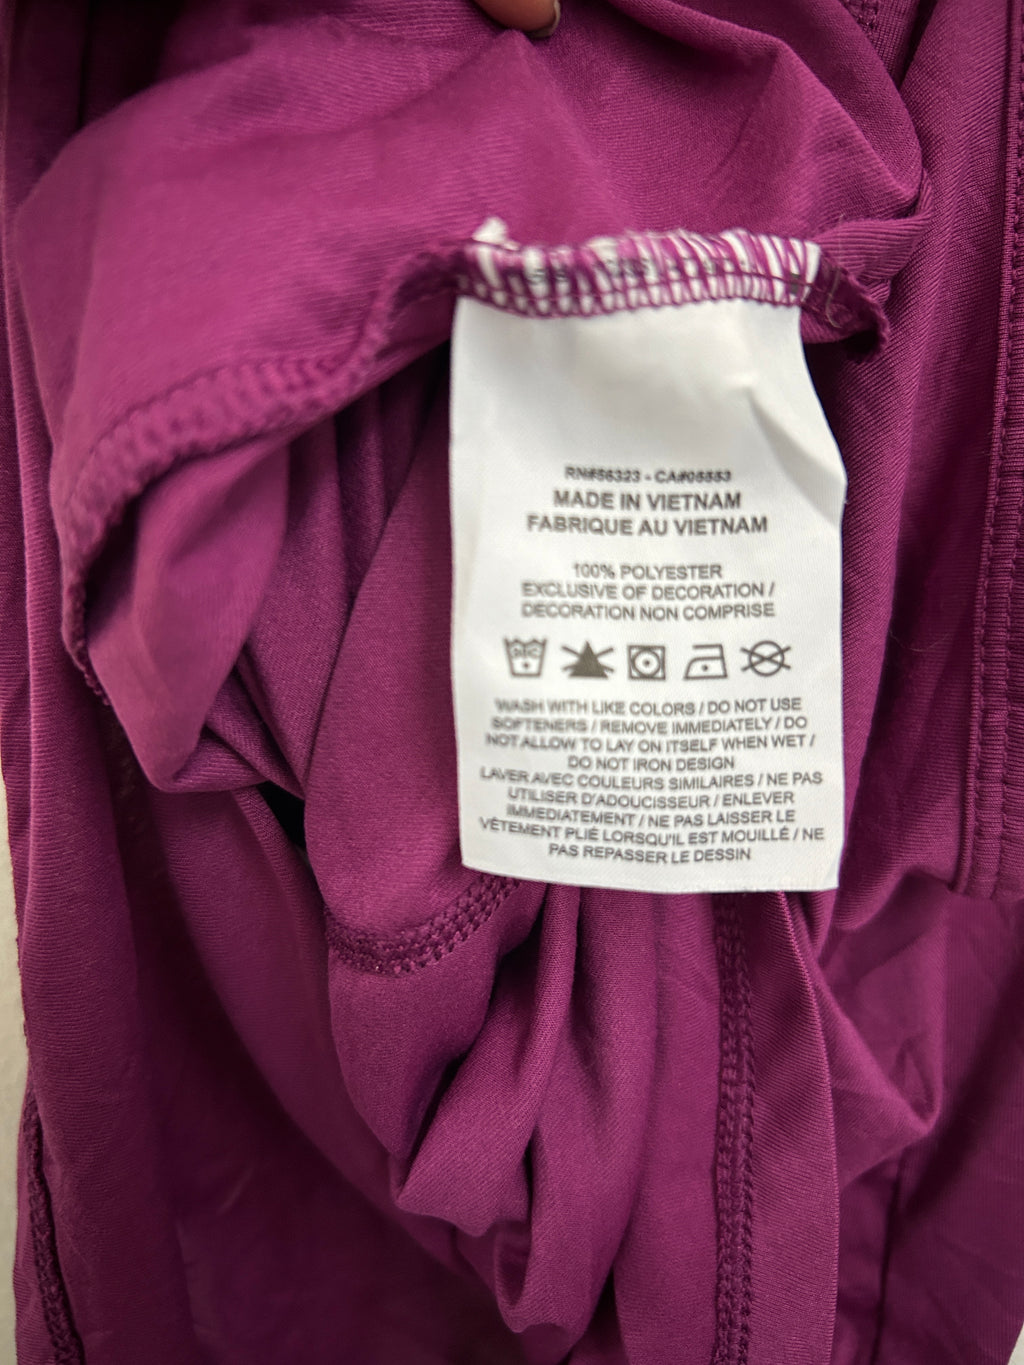 RN#56323 - CA#05553
MADE IN VIETNAM
FABRIQUE AU VIETNAM
100% POLYESTER
EXCLUSIVE OF DECORATION /
DECORATION NON COMPRISE
WASH WITH LIKE COLORS / DO NOT USE
SOFTENERS / REMOVE IMMEDIATELY / DO
NOT ALLOW TO LAY ON ITSELF WHEN WET /
DO NOT IRON DESIGN
LAVER AVEC COULEURS SIMILAIRES / NE PAS
UTILISER D'ADOUCISSEUR / ENLEVER
IMMEDIATEMENT / NE PAS LAISSER LE
VÊTEMENT PLIÉ LORSQU'IL EST MOUILLÉ / NE
PAS REPASSER LE DESSIN